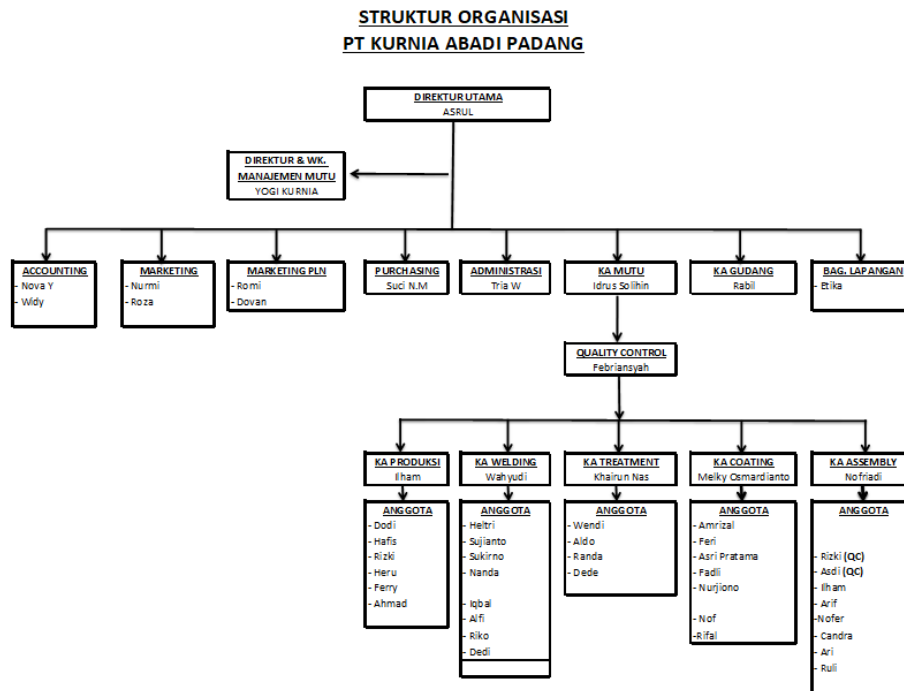 STRUKTUR ORGANISASI
PT KURNIA ABADI PADANG
DIREKTUR UTAMA
ASRUL
DIREKTUR & WK.
MANAJEMEN MUTU
YOGI KURNIA
ACCOUNTING
- Nova Y
- Widy
MARKETING
- Nurmi
- Roza
MARKETING PLN
- Romi
- Dovan
PURCHASING
Suci N.M
ADMINISTRASI
Tria W
KA MUTU
Idrus Solihin
KA GUDANG
Rabil
BAG. LAPANGAN
- Etika
QUALITY CONTROL
Febriansyah
KA PRODUKSI
Ilham
KA WELDING
Wahyudi
KA TREATMENT
Khairun Nas
KA COATING
Melky Osmardianto
KA ASSEMBLY
Nofriadi
ANGGOTA
- Dodi
- Hafis
- Rizki
- Heru
- Ferry
- Ahmad
ANGGOTA
- Heltri
- Sujianto
- Sukirno
- Nanda
- Iqbal
- Alfi
- Riko
- Dedi
ANGGOTA
- Wendi
- Aldo
- Randa
- Dede
ANGGOTA
- Amrizal
- Feri
- Asri Pratama
- Fadli
- Nurjiono
- Nof
-Rifal
ANGGOTA
- Rizki (QC)
- Asdi (QC)
- Ilham
- Arif
-Nofer
- Candra
- Ari
- Ruli